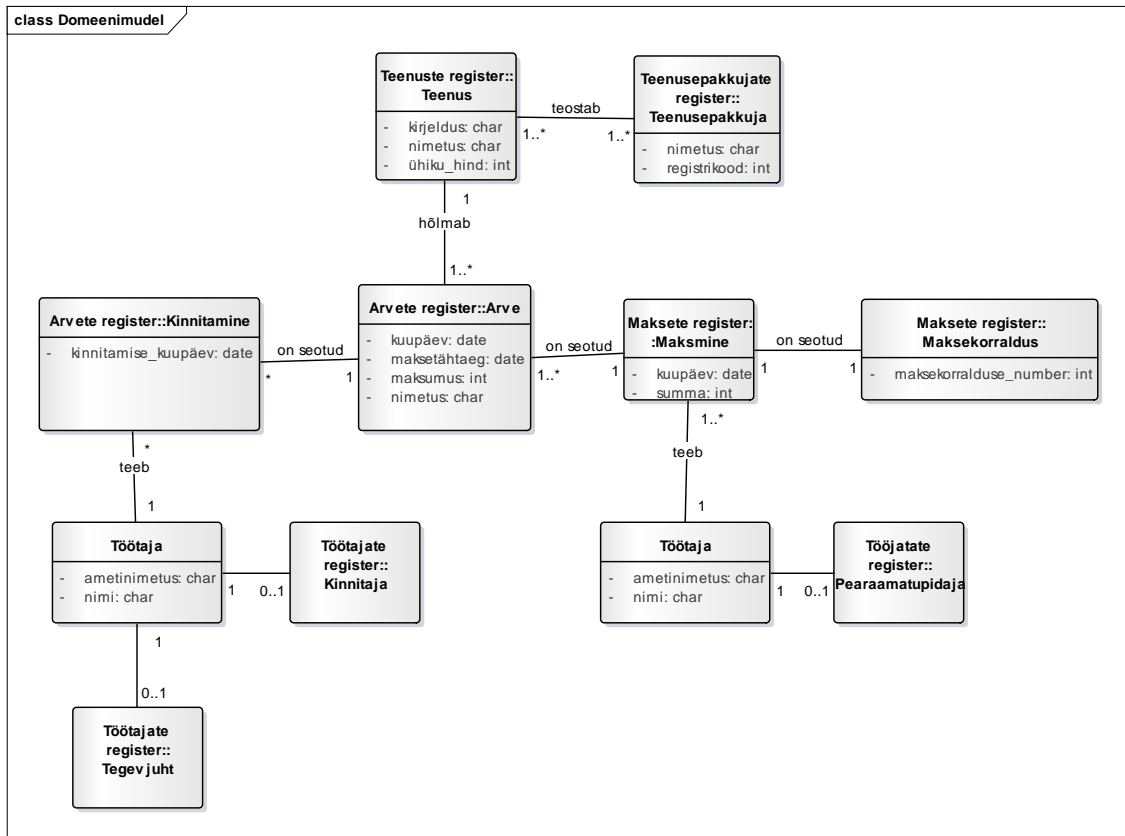 class Domeenimudel
Teenuste register::
Teenus
- kirjeldus: char
- nimetus: char
- ühiku_hind: int
teostab
1..*
1..*
Teenusepakkujate
register::
Teenusepakkuja
- nimetus: char
- registrikood: int
1
hõlmab
1..*
Arvete register::Kinnitamine
- kinnitamise_kuupäev: date
on seotud
*
1
Arvete register::Arve
- kuupäev: date
- maksetähtaeg: date
- maksumus: int
- nimetus: char
on seotud
1..*
1
Maksete register:
:Maksmine
- kuupäev: date
- summa: int
on seotud
1
1
Maksete register::
Maksekorraldus
- maksekorralduse_number: int
*
teeb
1
1..*
teeb
1
Töötaja
- ametinimetus: char
- nimi: char
1
0..1
Töötajate
register::
Kinnitaja
Töötaja
- ametinimetus: char
- nimi: char
1
0..1
Tööjatate
register::
Pearaamatupidaja
1
0..1
Töötajate
register::
Tegevjuht